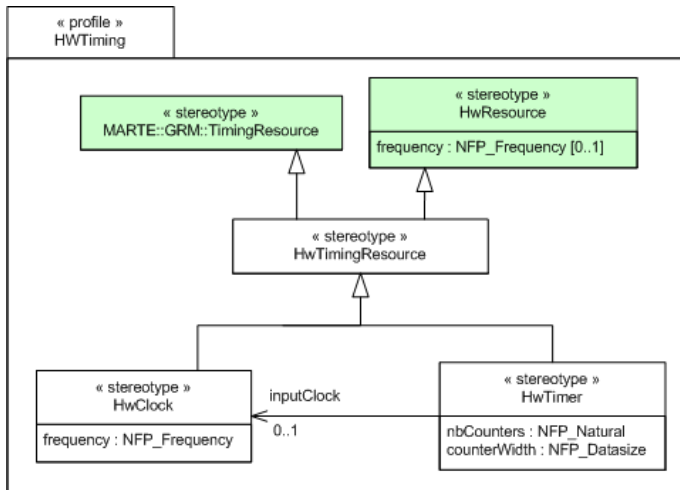 « profile »
HWTiming
« stereotype »
MARTE::GRM::TimingResource
« stereotype »
HwResource
frequency : NFP_Frequency [0..1]
« stereotype »
HwTimingResource
« stereotype »
HwClock
frequency : NFP_Frequency
inputClock
0..1
« stereotype »
HwTimer
nbCounters : NFP_Natural
counterWidth : NFP_Datasize